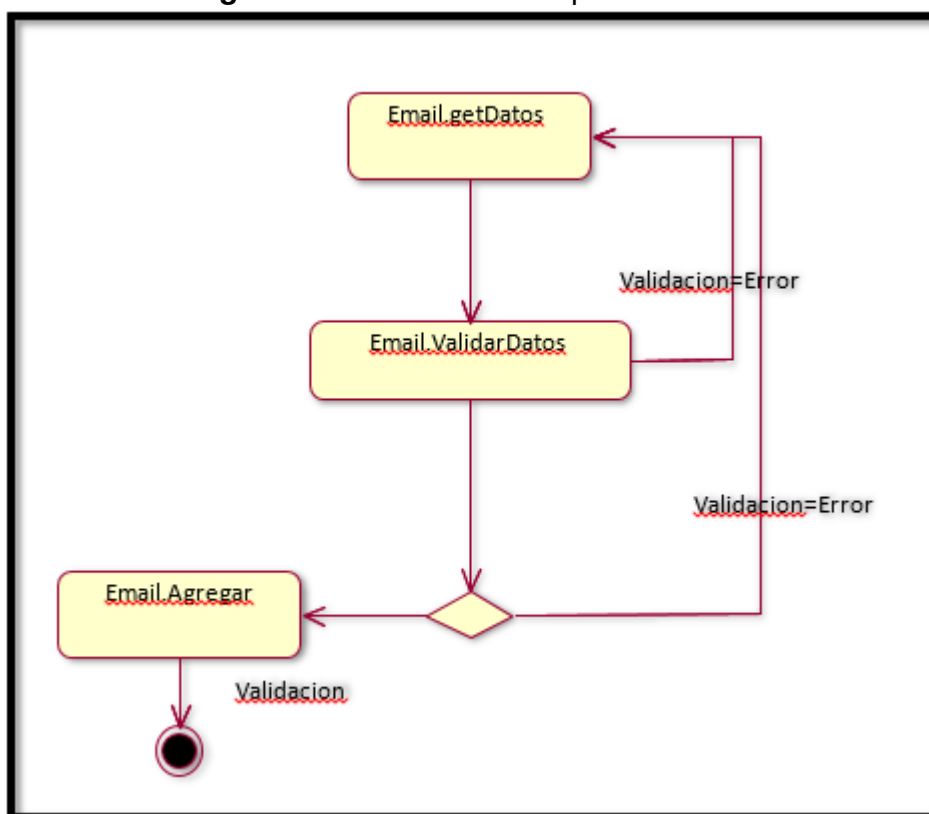 Email.getDatos
Validacion=Error
Email.ValidarDatos
Validacion=Error
Email.Agregar
Validacion